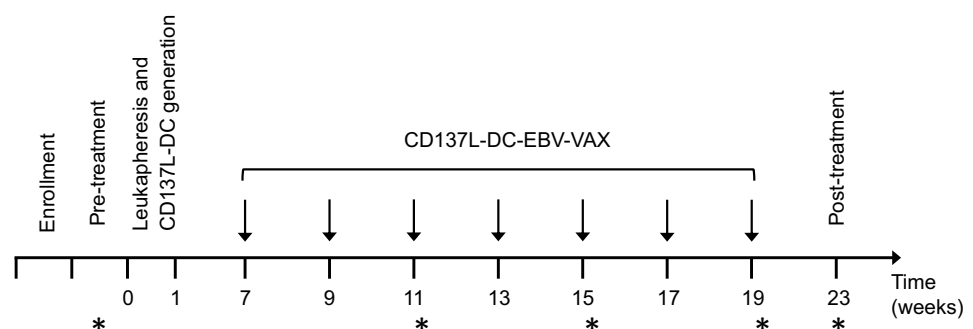 Enrollment
Pre-treatment
Leukapheresis and
CD137L-DC generation
CD137L-DC-EBV-VAX
Post-treatment
0 1 7 9 11 13 15 17 19 23
Time
(weeks)
* * * * *